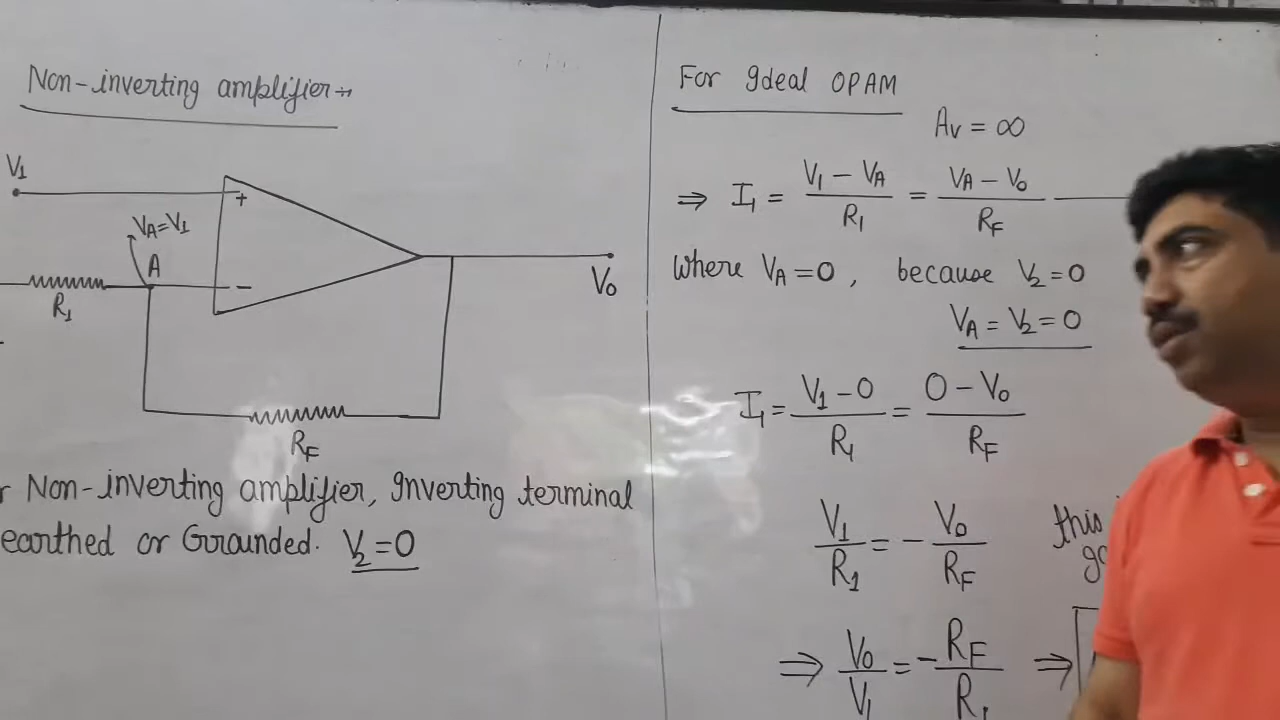 Non-inverting amplifier
V1
+
VA=V1
A
−
R1
V0
RF
Non-inverting amplifier, Inverting terminal
earthed or Grounded. V2=0
For Ideal OPAM
Av = ∞
⇒ I1 = (V1 − VA)/R1 = (VA − V0)/RF
Where VA=0, because V2=0
VA = V2 = 0
I1 = (V1 − 0)/R1 = (0 − V0)/RF
V1/R1 = − V0/RF
this
⇒ V0/V1 = − RF/R1 ⇒